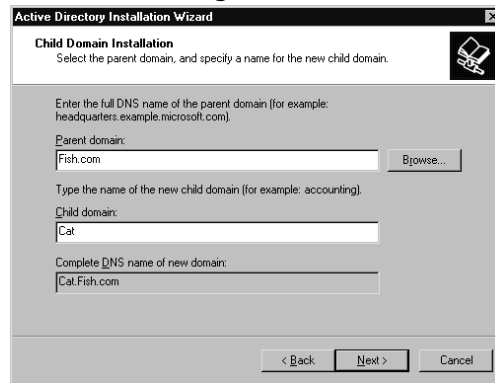 Active Directory Installation Wizard
Child Domain Installation
Select the parent domain, and specify a name for the new child domain.
Enter the full DNS name of the parent domain (for example:
headquarters.example.microsoft.com).
Parent domain:
Fish.com
Browse...
Type the name of the new child domain (for example: accounting).
Child domain:
Cat
Complete DNS name of new domain:
Cat.Fish.com
< Back Next > Cancel